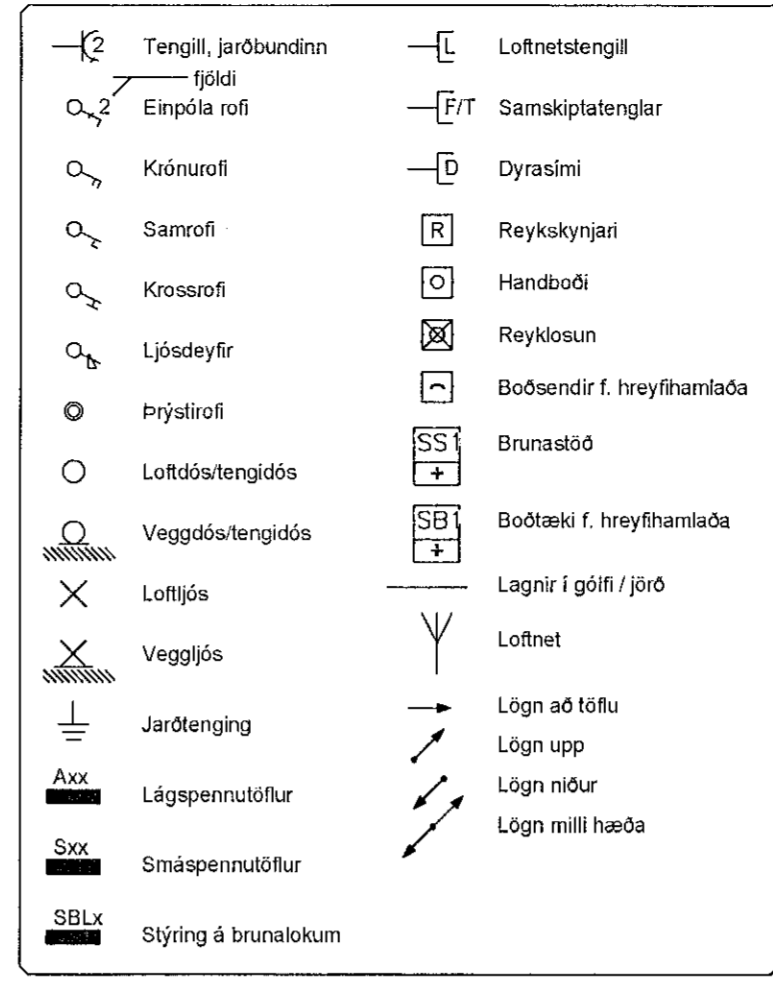 2 Tengill, jarðbundinn
fjöldi
2 Einpóla rofi
Krónurofi
Samrofi
Krossrofi
Ljósdeyfir
Þrýstirofi
Loftdós/tengidós
Veggdós/tengidós
Loftljós
Veggljós
Jarðtenging
Axx
Lágspennutöflur
Sxx
Smáspennutöflur
SBLx
Stýring á brunalokum
L Loftnetstengill
F/T Samskiptatenglar
D Dyrasími
R Reykskynjari
Handboði
Reyklosun
Boðsendir f. hreyfihamlaða
SS1 Brunastöð
+
SB1 Boðtæki f. hreyfihamlaða
+
Lagnir í gólfi / jörð
Loftnet
Lögn að töflu
Lögn upp
Lögn niður
Lögn milli hæða